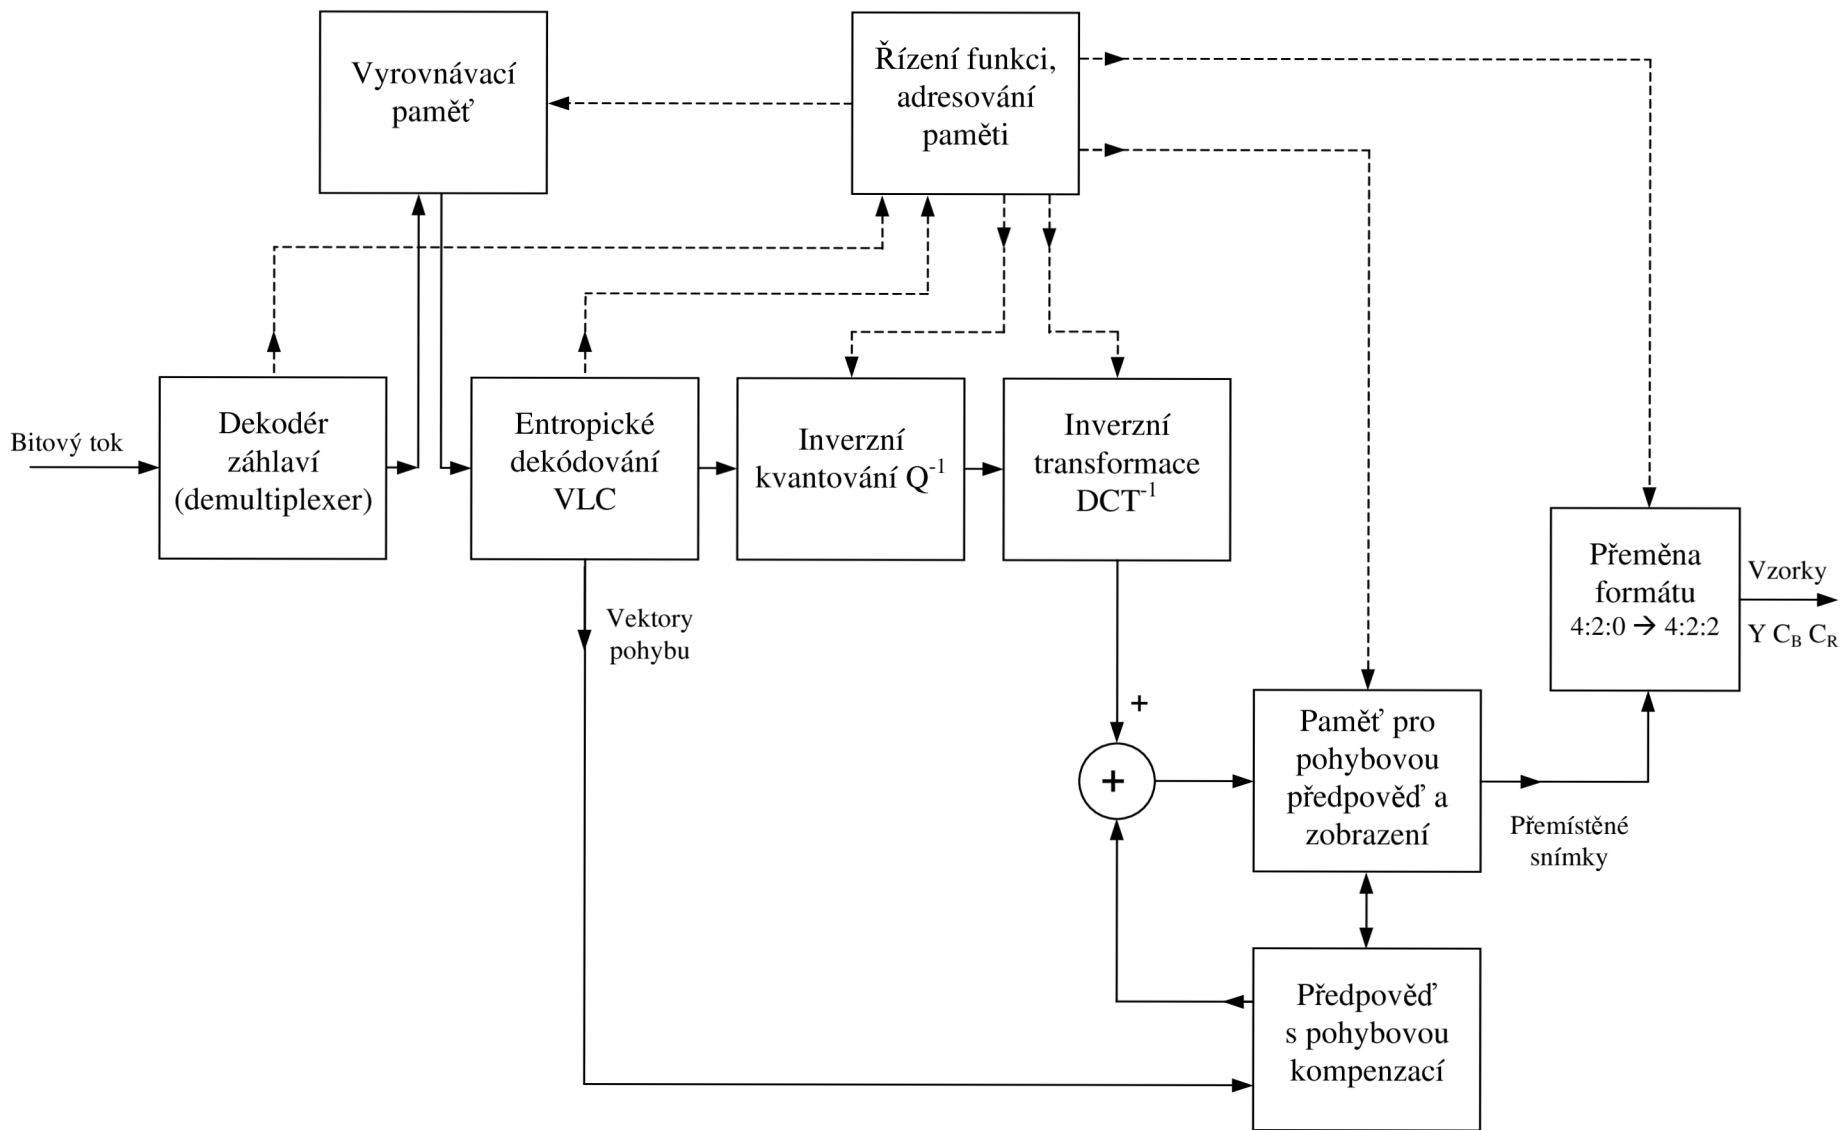 Vyrovnávací
paměť
Řízení funkci,
adresování
paměti
Bitový tok
Dekodér
záhlaví
(demultiplexer)
Entropické
dekódování
VLC
Inverzní
kvantování Q⁻¹
Inverzní
transformace
DCT⁻¹
Vektory
pohybu
Přeměna
formátu
4:2:0 → 4:2:2
Vzorky
Y C_B C_R
+
+
Paměť pro
pohybovou
předpověď a
zobrazení
Přemístěné
snímky
Předpověď
s pohybovou
kompenzací